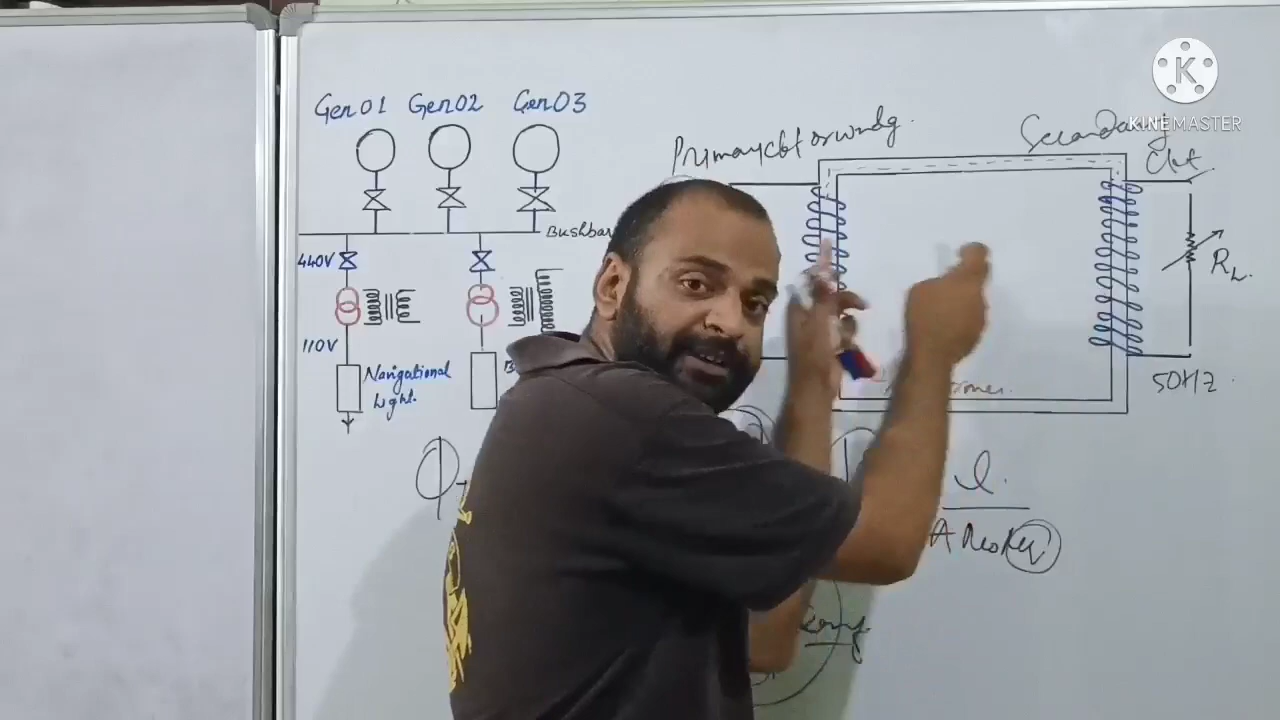 Gen01 Gen02 Gen03
Bushbar
440V
110V
Navigational
Light.
Primary ckt or wndg.
Secondary
Ckt
RL.
50HZ.
Φ
l.
A
KINEMASTER